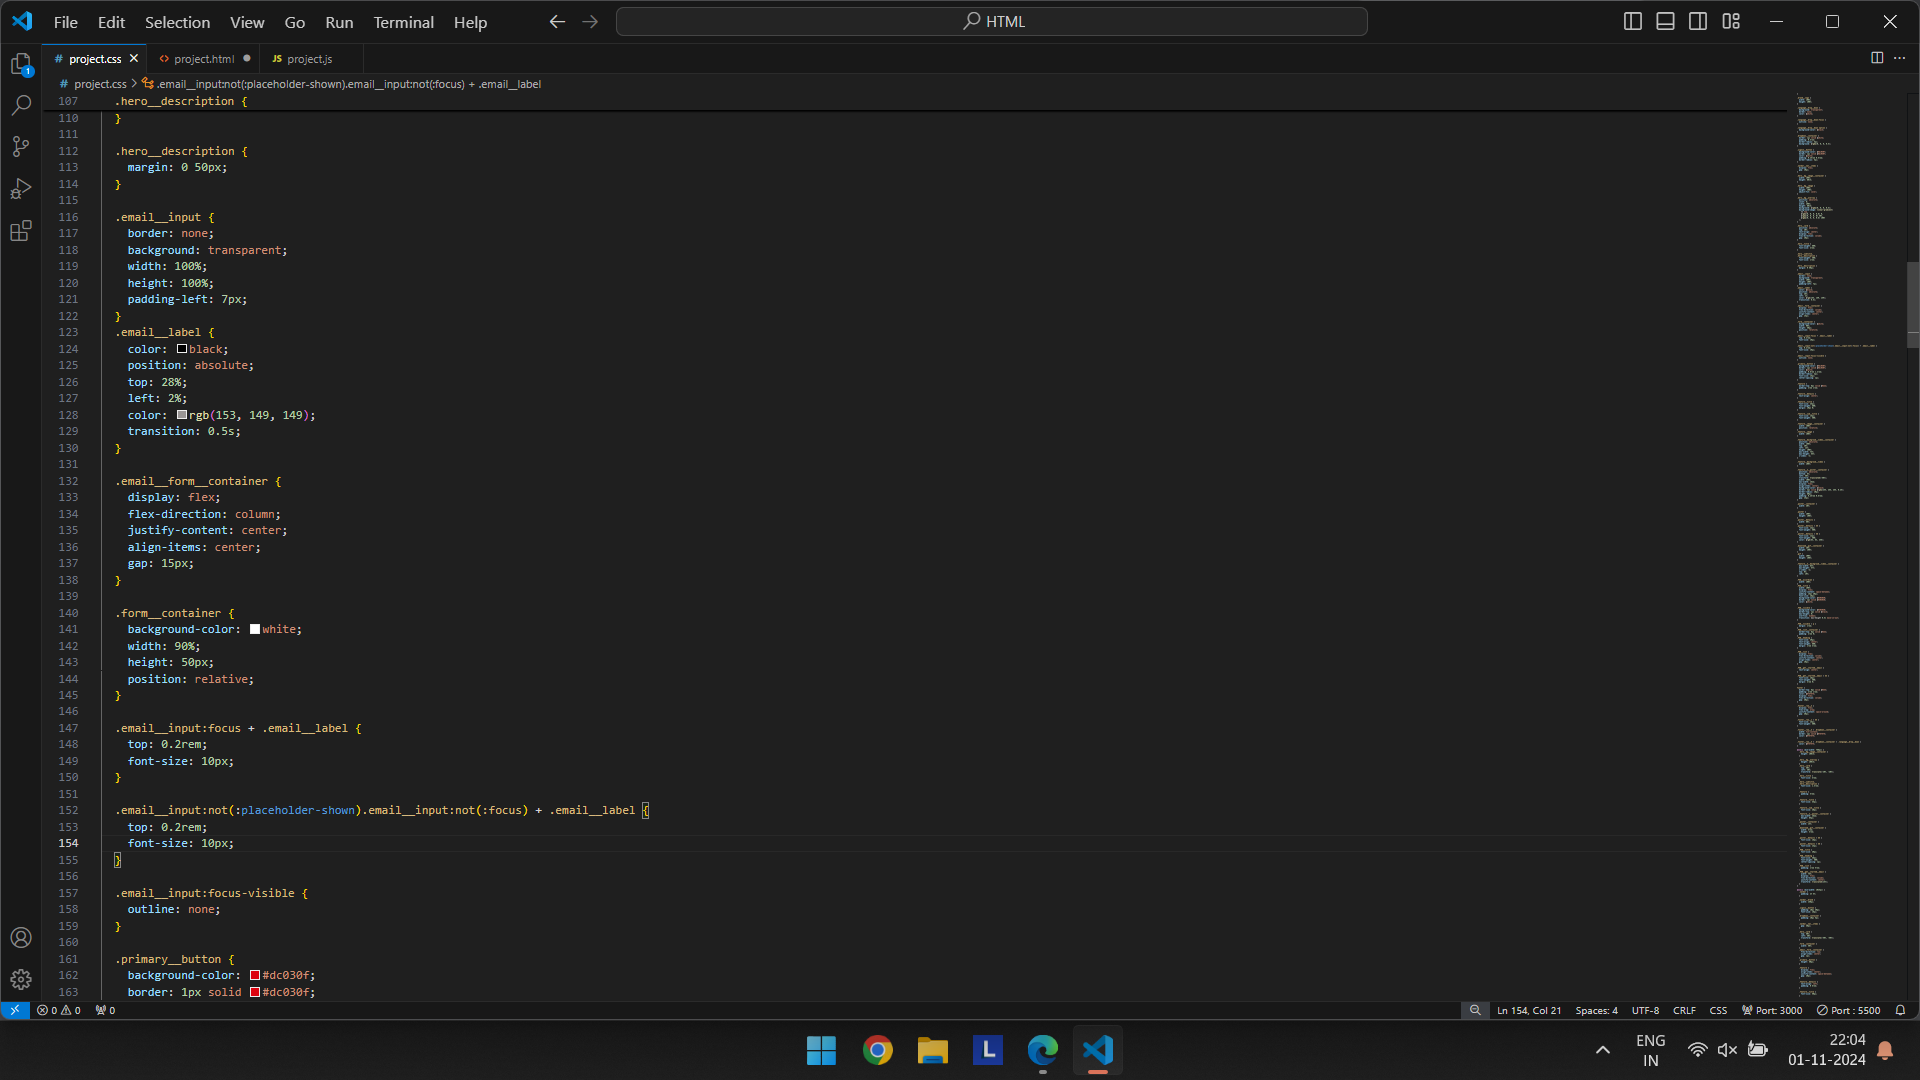 File Edit Selection View Go Run Terminal Help
HTML
# project.css
<> project.html
JS project.js
# project.css > .email__input:not(:placeholder-shown).email__input:not(:focus) + .email__label
107 .hero__description {
110 }
111
112 .hero__description {
113 margin: 0 50px;
114 }
115
116 .email__input {
117 border: none;
118 background: transparent;
119 width: 100%;
120 height: 100%;
121 padding-left: 7px;
122 }
123 .email__label {
124 color: black;
125 position: absolute;
126 top: 28%;
127 left: 2%;
128 color: rgb(153, 149, 149);
129 transition: 0.5s;
130 }
131
132 .email__form__container {
133 display: flex;
134 flex-direction: column;
135 justify-content: center;
136 align-items: center;
137 gap: 15px;
138 }
139
140 .form__container {
141 background-color: white;
142 width: 90%;
143 height: 50px;
144 position: relative;
145 }
146
147 .email__input:focus + .email__label {
148 top: 0.2rem;
149 font-size: 10px;
150 }
151
152 .email__input:not(:placeholder-shown).email__input:not(:focus) + .email__label {
153 top: 0.2rem;
154 font-size: 10px;
155 }
156
157 .email__input:focus-visible {
158 outline: none;
159 }
160
161 .primary__button {
162 background-color: #dc030f;
163 border: 1px solid #dc030f;
1
0 0 0 Ln 154, Col 21 Spaces: 4 UTF-8 CRLF CSS Port: 3000 Port : 5500
L
ENG
IN
22:04
01-11-2024